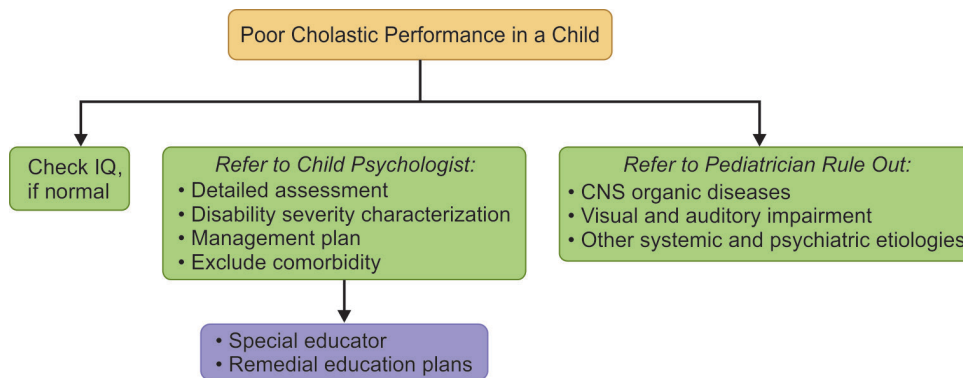 Poor Cholastic Performance in a Child
Check IQ,
if normal
Refer to Child Psychologist:
• Detailed assessment
• Disability severity characterization
• Management plan
• Exclude comorbidity
Refer to Pediatrician Rule Out:
• CNS organic diseases
• Visual and auditory impairment
• Other systemic and psychiatric etiologies
• Special educator
• Remedial education plans